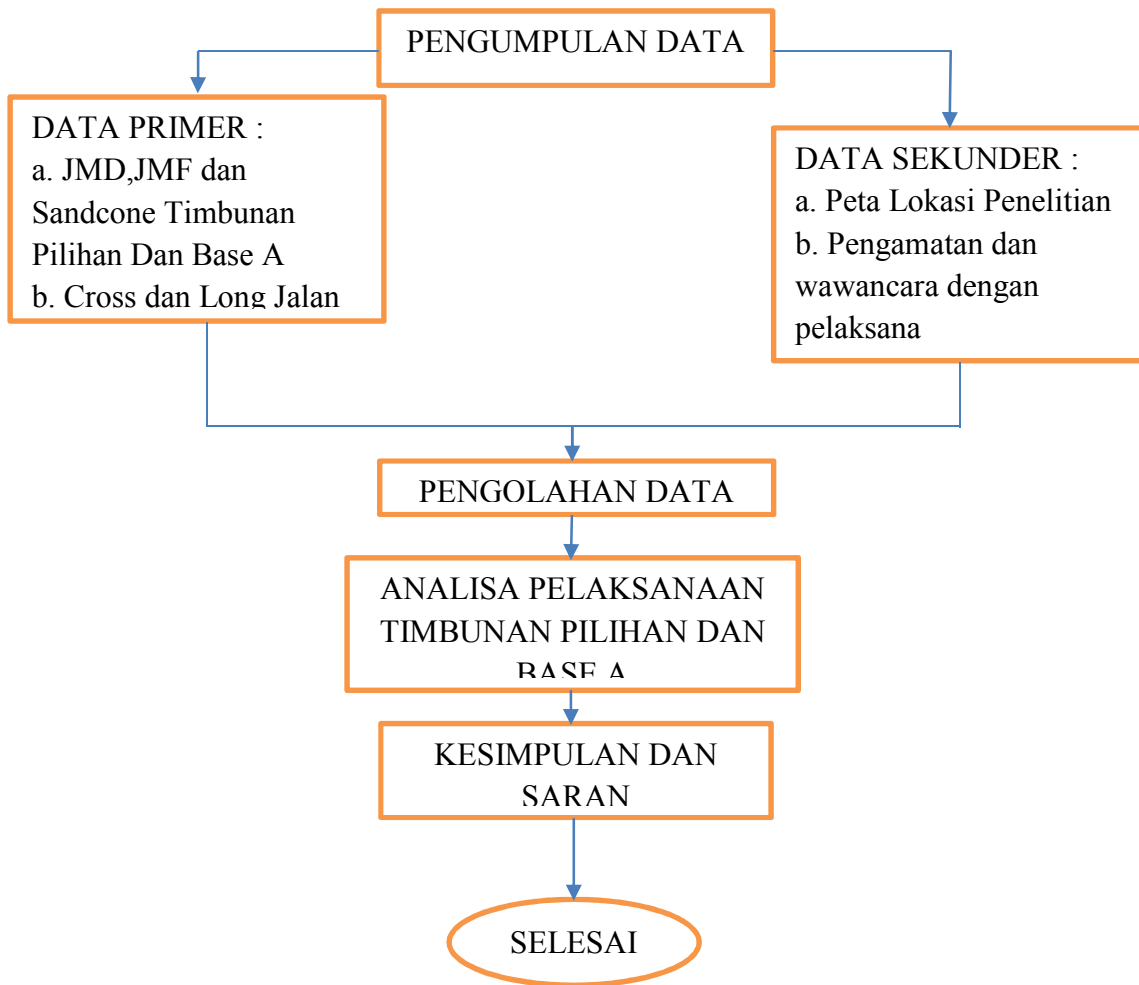 PENGUMPULAN DATA
DATA PRIMER :
a. JMD,JMF dan
Sandcone Timbunan
Pilihan Dan Base A
b. Cross dan Long Jalan
DATA SEKUNDER :
a. Peta Lokasi Penelitian
b. Pengamatan dan
wawancara dengan
pelaksana
PENGOLAHAN DATA
ANALISA PELAKSANAAN
TIMBUNAN PILIHAN DAN
BASE A
KESIMPULAN DAN
SARAN
SELESAI